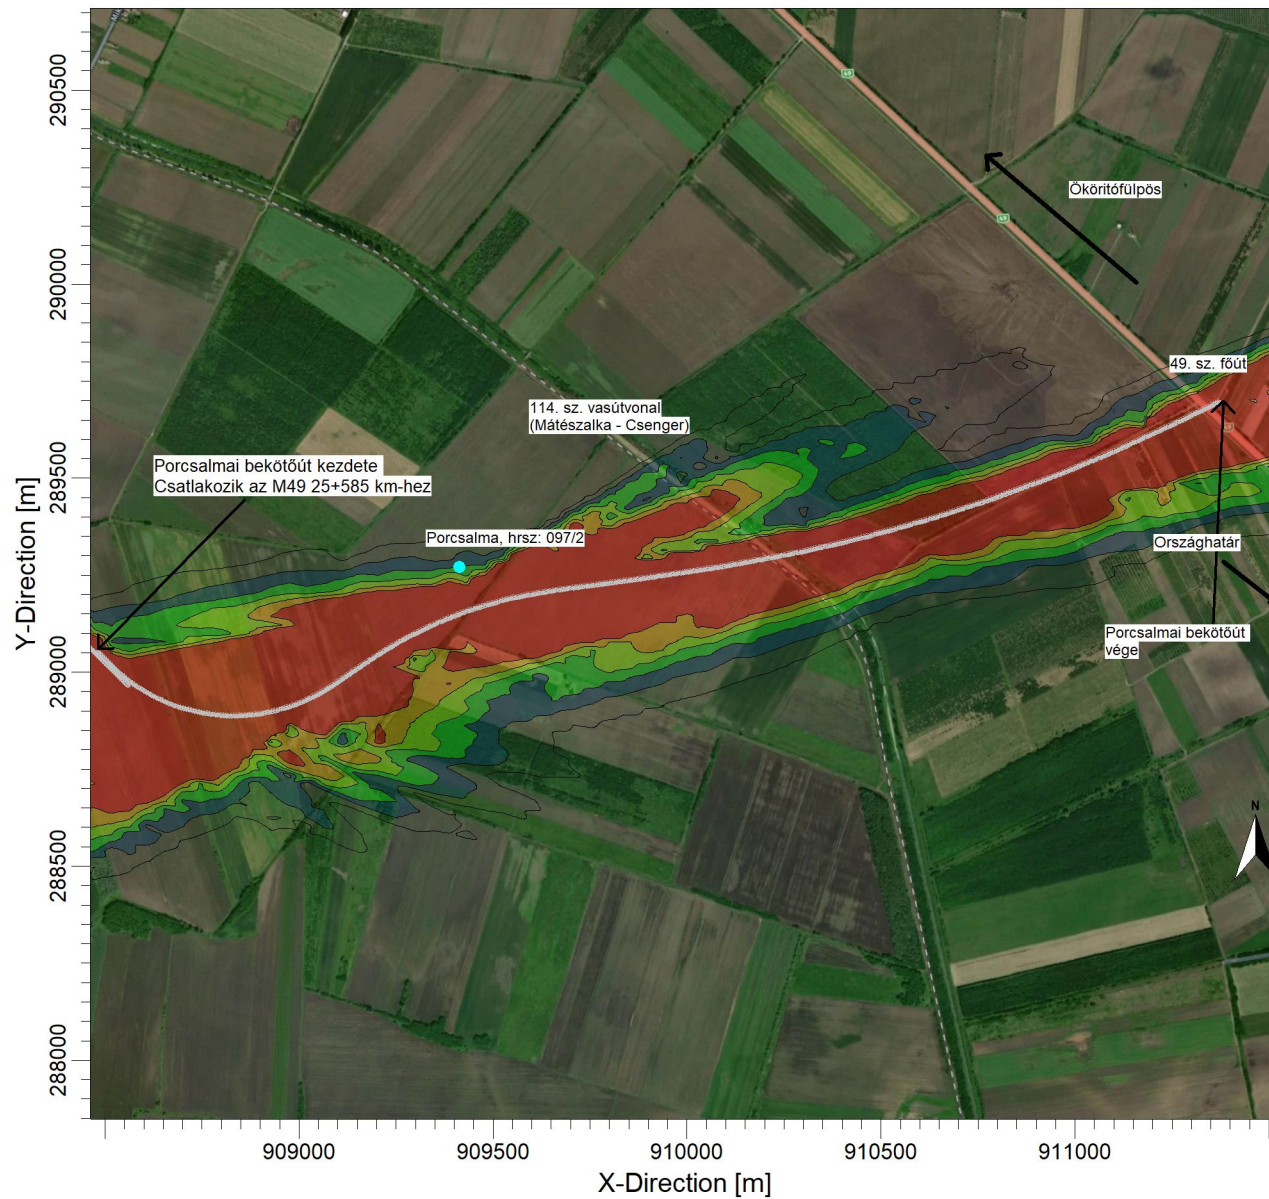 290500
290000
289500
289000
288500
288000
Y-Direction [m]
49
49
Ököritófülpös
49. sz. főút
114. sz. vasútvonal
(Mátészalka - Csenger)
Porcsalmai bekötőút kezdete
Csatlakozik az M49 25+585 km-hez
Porcsalma, hrsz: 097/2
Országhatár
Porcsalmai bekötőút
vége
N
909000
909500
910000
910500
911000
X-Direction [m]